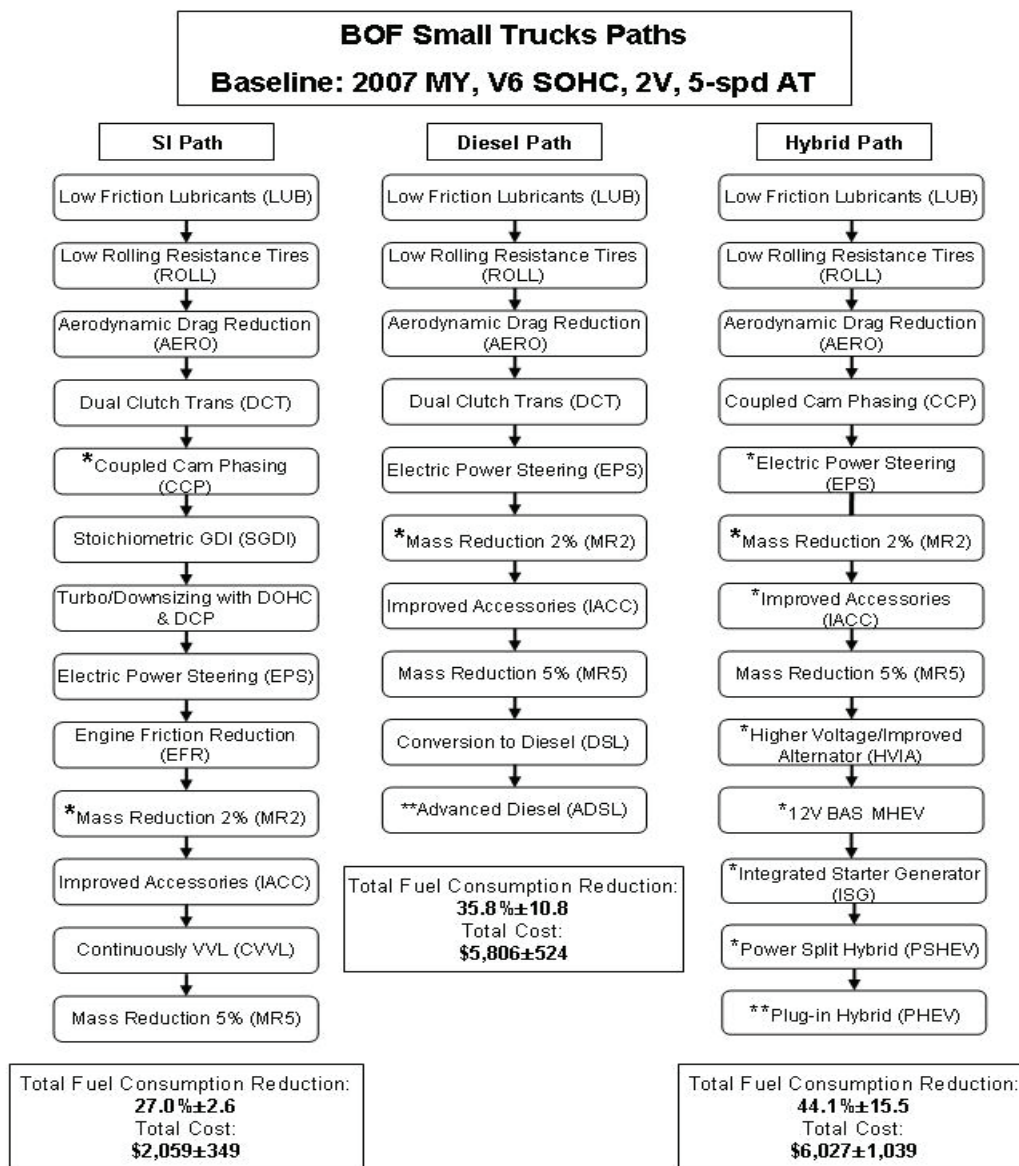 BOF Small Trucks Paths
Baseline: 2007 MY, V6 SOHC, 2V, 5-spd AT
SI Path
Low Friction Lubricants (LUB)
Low Rolling Resistance Tires
(ROLL)
Aerodynamic Drag Reduction
(AERO)
Dual Clutch Trans (DCT)
*Coupled Cam Phasing
(CCP)
Stoichiometric GDI (SGDI)
Turbo/Downsizing with DOHC
& DCP
Electric Power Steering (EPS)
Engine Friction Reduction
(EFR)
*Mass Reduction 2% (MR2)
Improved Accessories (IACC)
Continuously VVL (CVVL)
Mass Reduction 5% (MR5)
Total Fuel Consumption Reduction:
27.0%±2.6
Total Cost:
$2,059±349
Diesel Path
Low Friction Lubricants (LUB)
Low Rolling Resistance Tires
(ROLL)
Aerodynamic Drag Reduction
(AERO)
Dual Clutch Trans (DCT)
Electric Power Steering (EPS)
*Mass Reduction 2% (MR2)
Improved Accessories (IACC)
Mass Reduction 5% (MR5)
Conversion to Diesel (DSL)
**Advanced Diesel (ADSL)
Total Fuel Consumption Reduction:
35.8%±10.8
Total Cost:
$5,806±524
Hybrid Path
Low Friction Lubricants (LUB)
Low Rolling Resistance Tires
(ROLL)
Aerodynamic Drag Reduction
(AERO)
Coupled Cam Phasing (CCP)
*Electric Power Steering
(EPS)
*Mass Reduction 2% (MR2)
*Improved Accessories
(IACC)
Mass Reduction 5% (MR5)
*Higher Voltage/Improved
Alternator (HVIA)
*12V BAS MHEV
*Integrated Starter Generator
(ISG)
*Power Split Hybrid (PSHEV)
**Plug-in Hybrid (PHEV)
Total Fuel Consumption Reduction:
44.1%±15.5
Total Cost:
$6,027±1,039